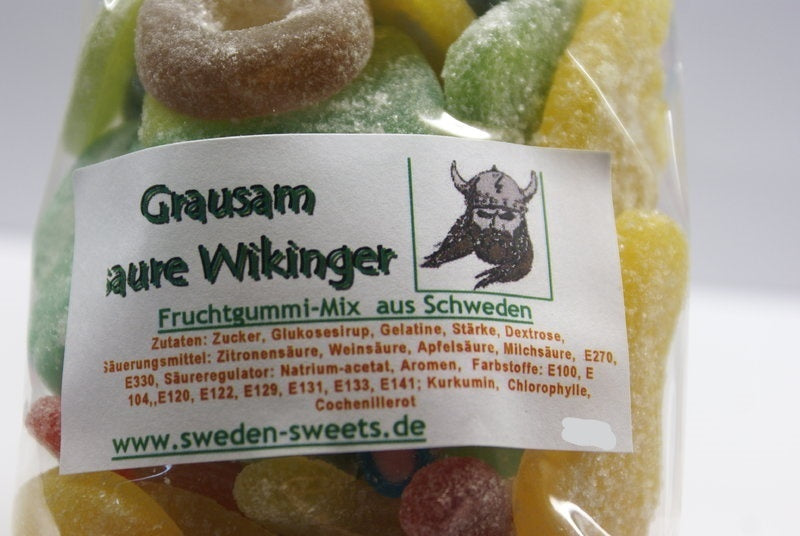 Grausam
saure Wikinger
Fruchtgummi-Mix aus Schweden
Zutaten: Zucker, Glukosesirup, Gelatine, Stärke, Dextrose,
Säuerungsmittel: Zitronensäure, Weinsäure, Apfelsäure, Milchsäure, E270,
E330, Säureregulator: Natrium-acetat, Aromen, Farbstoffe: E100, E
104,,E120, E122, E129, E131, E133, E141; Kurkumin, Chlorophylle,
Cochenillerot
www.sweden-sweets.de